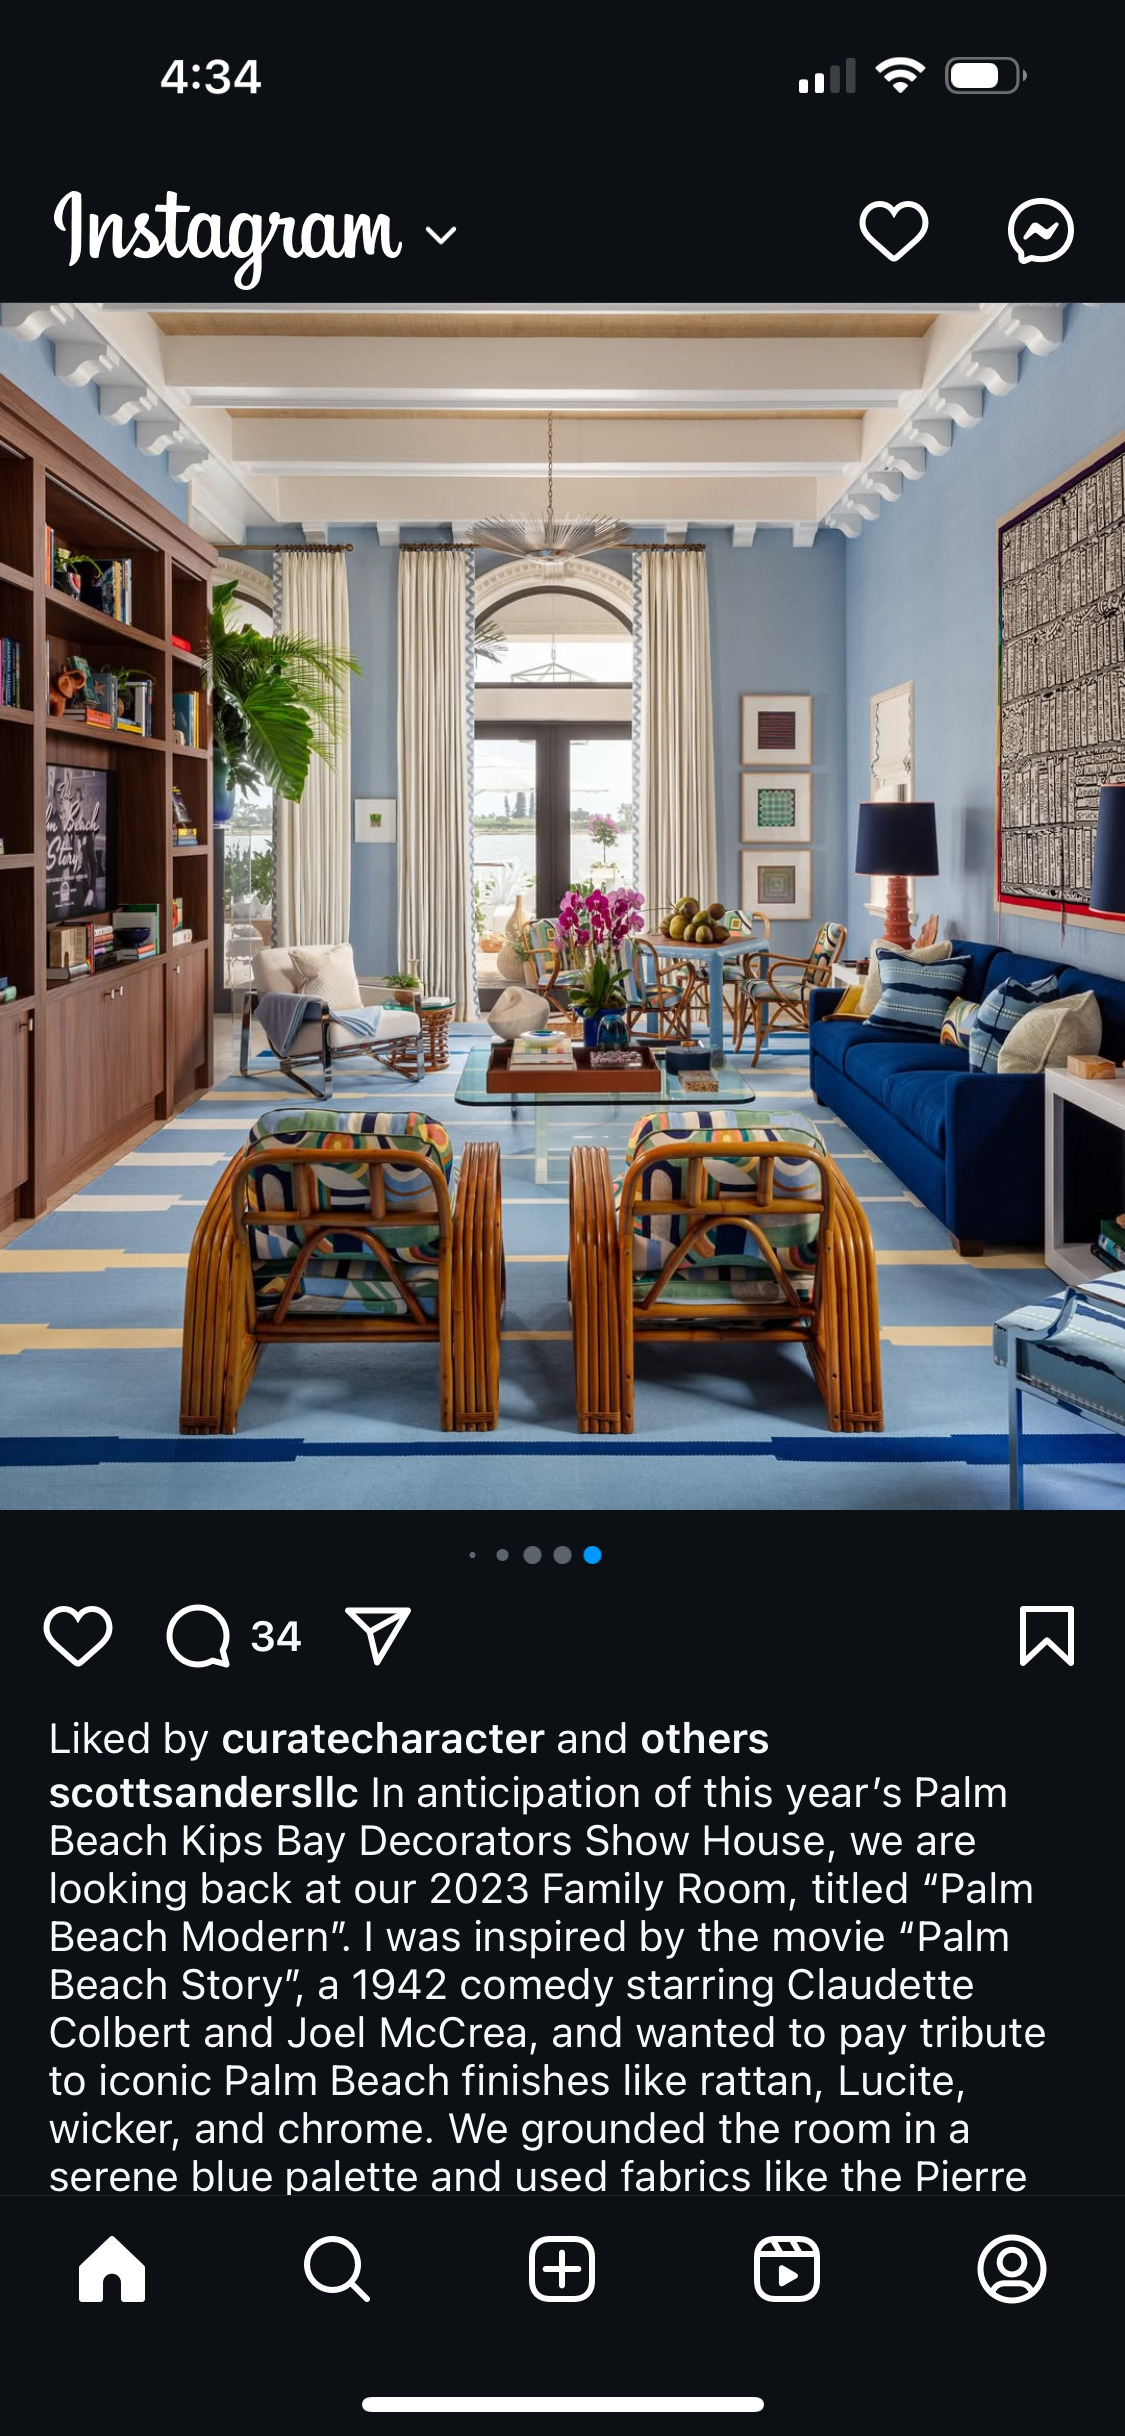 4:34
Instagram
Beach
Story
34
Liked by curatecharacter and others
scottsandersllc In anticipation of this year’s Palm
Beach Kips Bay Decorators Show House, we are
looking back at our 2023 Family Room, titled “Palm
Beach Modern”. I was inspired by the movie “Palm
Beach Story”, a 1942 comedy starring Claudette
Colbert and Joel McCrea, and wanted to pay tribute
to iconic Palm Beach finishes like rattan, Lucite,
wicker, and chrome. We grounded the room in a
serene blue palette and used fabrics like the Pierre